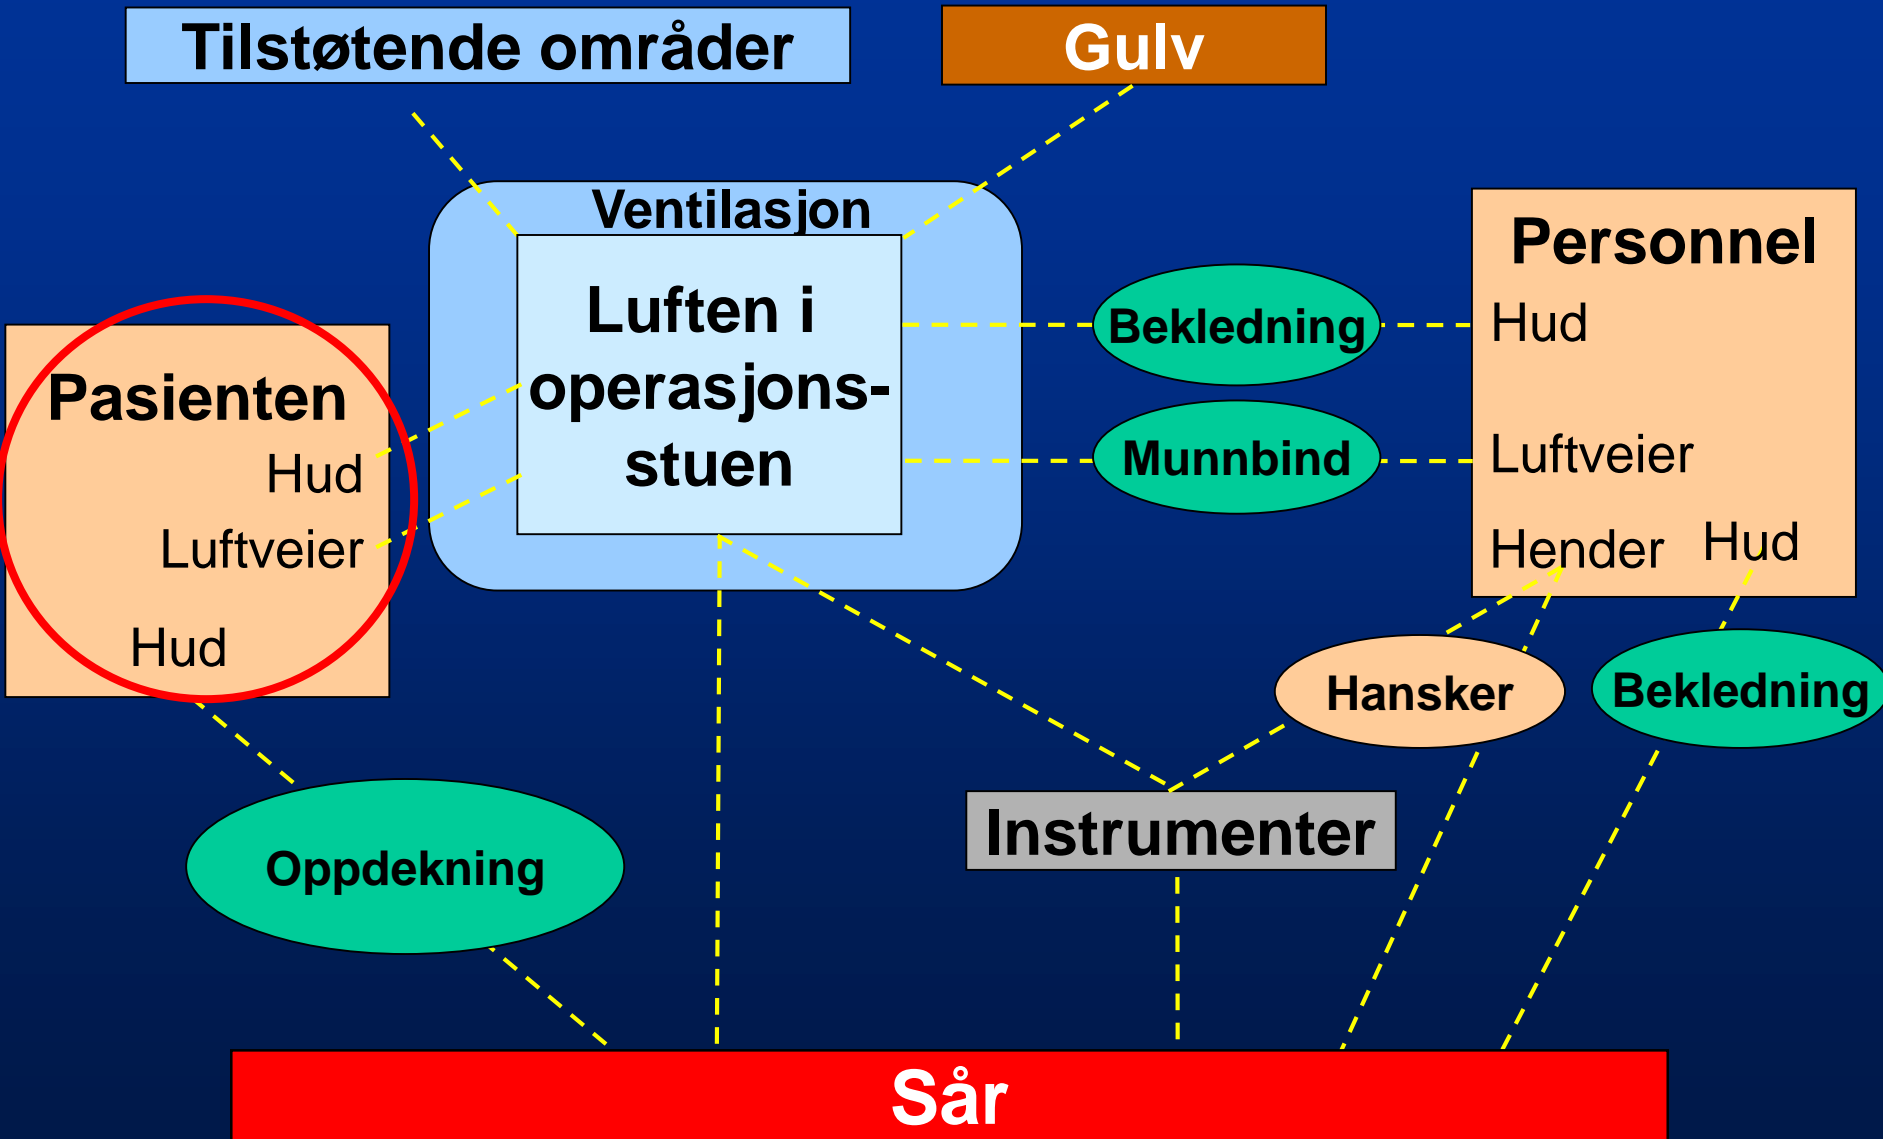 Tilstøtende områder
Gulv
Ventilasjon
Luften i
operasjons-
stuen
Pasienten
Hud
Luftveier
Hud
Bekledning
Munnbind
Personnel
Hud
Luftveier
Hender
Hud
Hansker
Bekledning
Oppdekning
Instrumenter
Sår